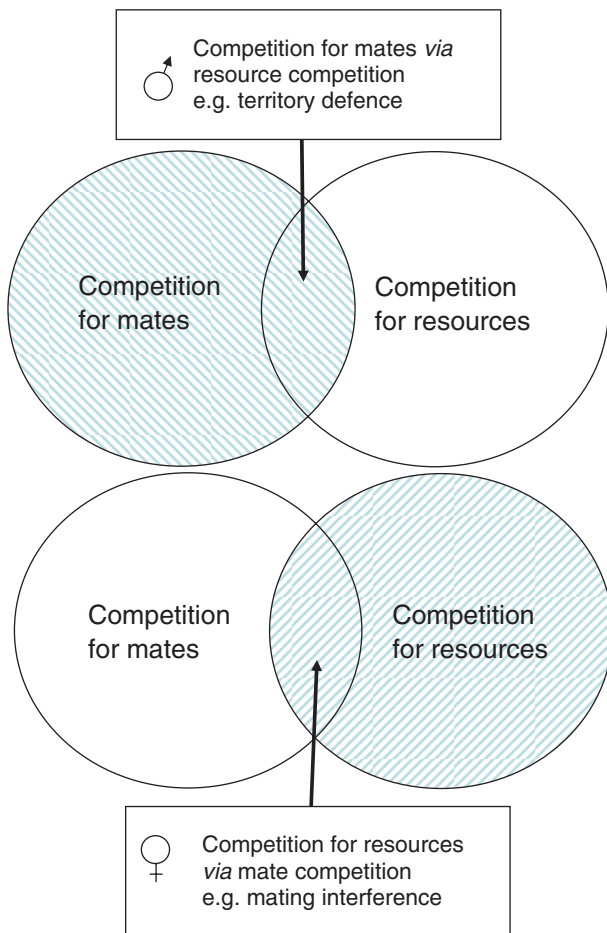 Competition for mates via
resource competition
e.g. territory defence
Competition
for mates
Competition
for resources
Competition
for mates
Competition
for resources
Competition for resources
via mate competition
e.g. mating interference